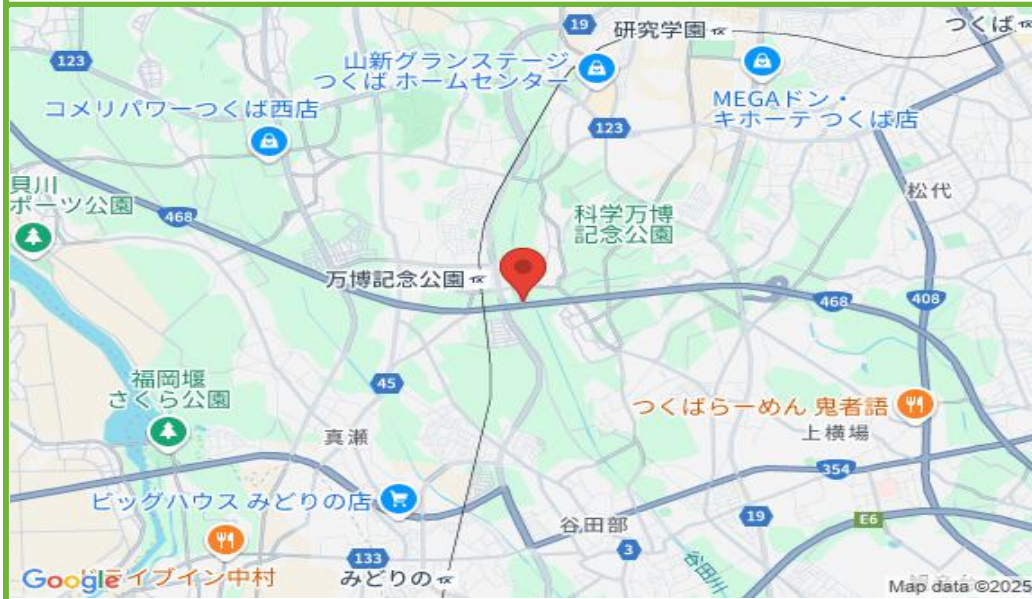 19
研究学園
つくば
123
山新グランステージ
つくば ホームセンター
コメリパワーつくば西店
MEGAドン・
キホーテ つくば店
123
貝川
ポーツ公園
松代
468
科学万博
記念公園
万博記念公園
468
408
45
福岡堰
さくら公園
つくばらーめん 鬼者語
真瀬
上横場
354
ビッグハウス みどりの店
谷田部
19
E6
3
133
谷田川
Google
ドライブイン中村
みどりの
Map data ©2025